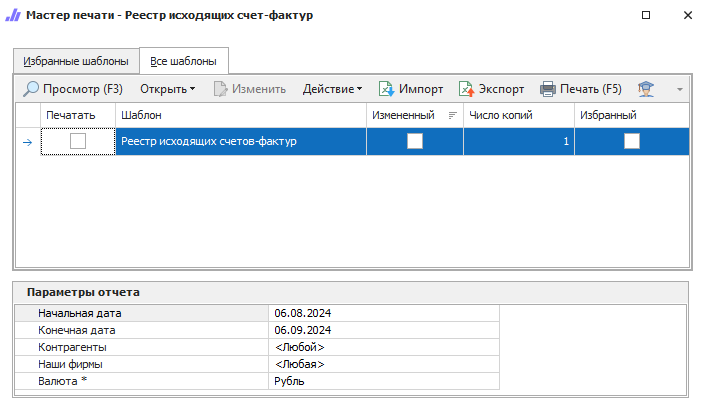 Мастер печати - Реестр исходящих счет-фактур
Избранные шаблоны Все шаблоны
Просмотр (F3) Открыть Изменить Действие Импорт Экспорт Печать (F5)
Печатать Шаблон Измененный Число копий Избранный
Реестр исходящих счетов-фактур 1
Параметры отчета
Начальная дата 06.08.2024
Конечная дата 06.09.2024
Контрагенты <Любой>
Наши фирмы <Любая>
Валюта * Рубль